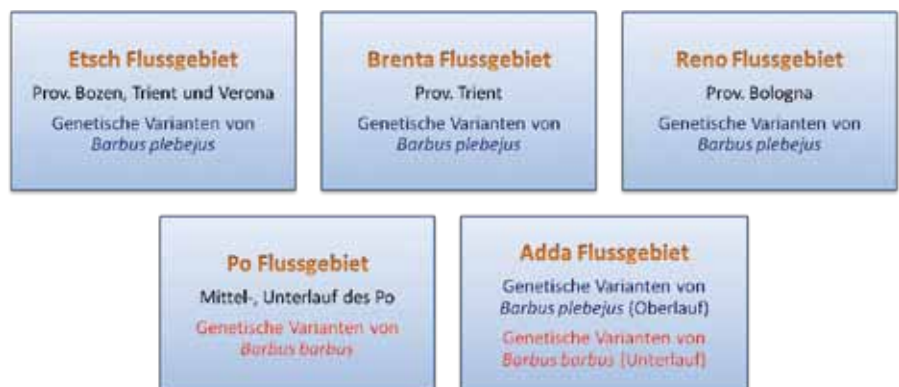 Etsch Flussgebiet
Prov. Bozen, Trient und Verona
Genetische Varianten von
Barbus plebejus
Brenta Flussgebiet
Prov. Trient
Genetische Varianten von
Barbus plebejus
Reno Flussgebiet
Prov. Bologna
Genetische Varianten von
Barbus plebejus
Po Flussgebiet
Mittel-, Unterlauf des Po
Genetische Varianten von
Barbus barbus
Adda Flussgebiet
Genetische Varianten von
Barbus plebejus (Oberlauf)
Genetische Varianten von
Barbus barbus (Unterlauf)